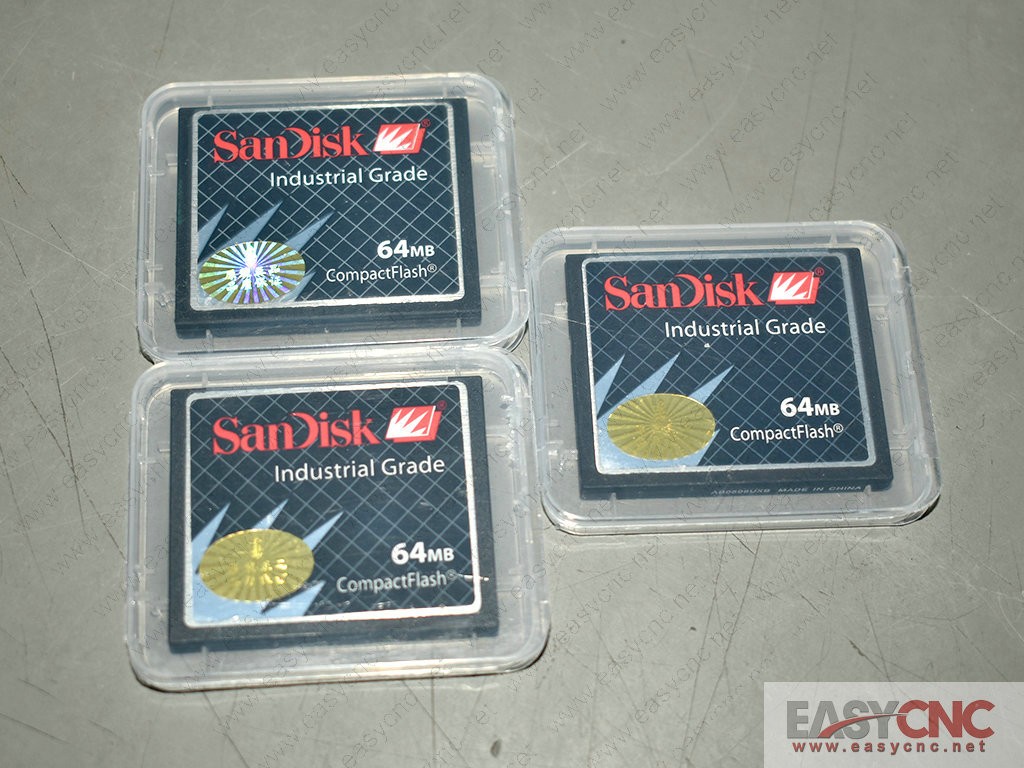 SanDisk®
Industrial Grade
64MB
CompactFlash®
SanDisk®
Industrial Grade
64MB
CompactFlash®
SanDisk®
Industrial Grade
64MB
CompactFlash®
MADE IN CHINA
EASYCNC
www.easycnc.net